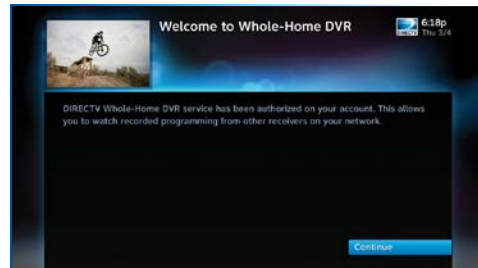 Welcome to Whole-Home DVR
6:18p
Thu 3/4
DIRECTV Whole-Home DVR service has been authorized on your account. This allows
you to watch recorded programming from other receivers on your network.
Continue